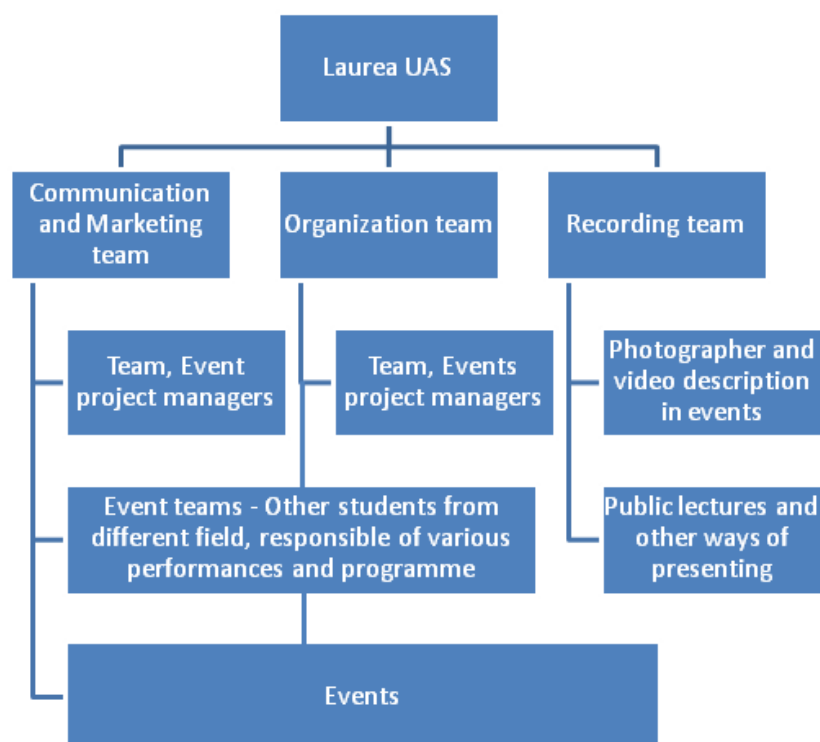 Laurea UAS
Communication
and Marketing
team
Organization team
Recording team
Team, Event
project managers
Team, Events
project managers
Photographer and
video description
in events
Event teams - Other students from
different field, responsible of various
performances and programme
Public lectures and
other ways of
presenting
Events